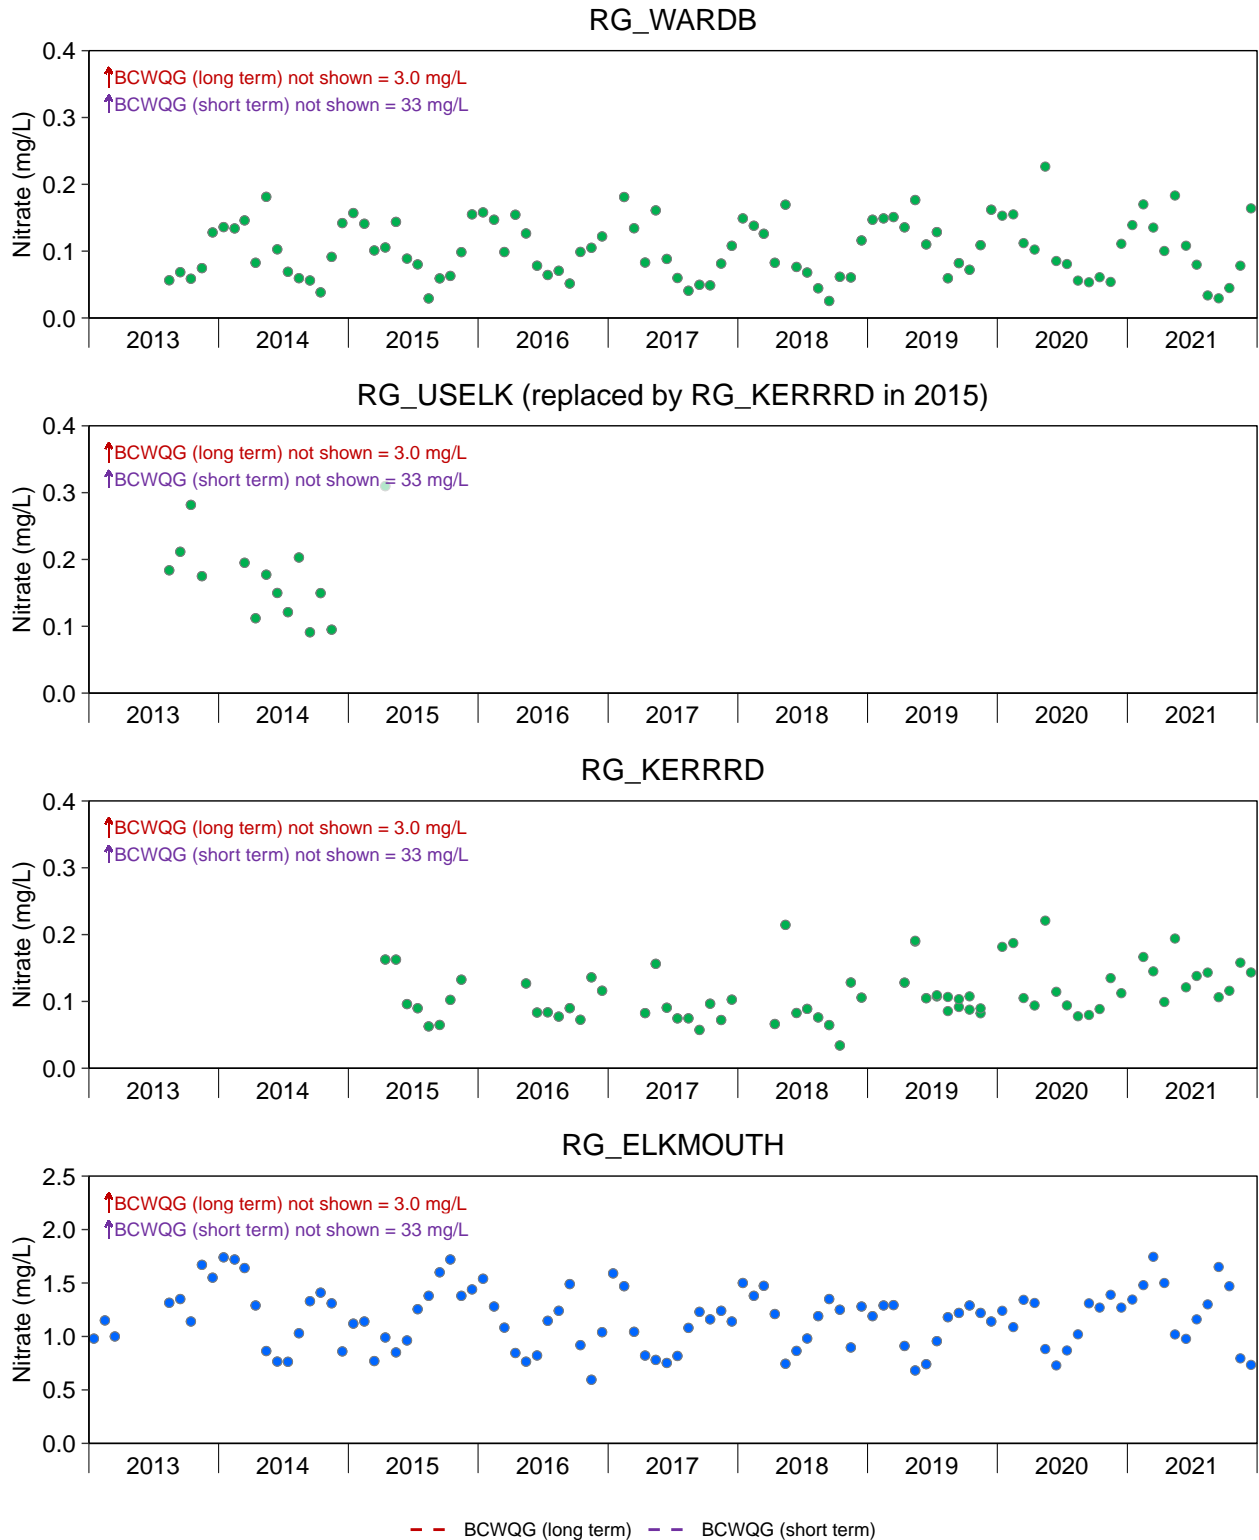 RG_WARDB
0.4
↑BCWQG (long term) not shown = 3.0 mg/L
↑BCWQG (short term) not shown = 33 mg/L
0.3
0.2
0.1
0.0
Nitrate (mg/L)
2013 2014 2015 2016 2017 2018 2019 2020 2021
RG_USELK (replaced by RG_KERRRD in 2015)
0.4
↑BCWQG (long term) not shown = 3.0 mg/L
↑BCWQG (short term) not shown = 33 mg/L
0.3
0.2
0.1
0.0
Nitrate (mg/L)
2013 2014 2015 2016 2017 2018 2019 2020 2021
RG_KERRRD
0.4
↑BCWQG (long term) not shown = 3.0 mg/L
↑BCWQG (short term) not shown = 33 mg/L
0.3
0.2
0.1
0.0
Nitrate (mg/L)
2013 2014 2015 2016 2017 2018 2019 2020 2021
RG_ELKMOUTH
2.5
↑BCWQG (long term) not shown = 3.0 mg/L
↑BCWQG (short term) not shown = 33 mg/L
2.0
1.5
1.0
0.5
0.0
Nitrate (mg/L)
2013 2014 2015 2016 2017 2018 2019 2020 2021
BCWQG (long term) BCWQG (short term)